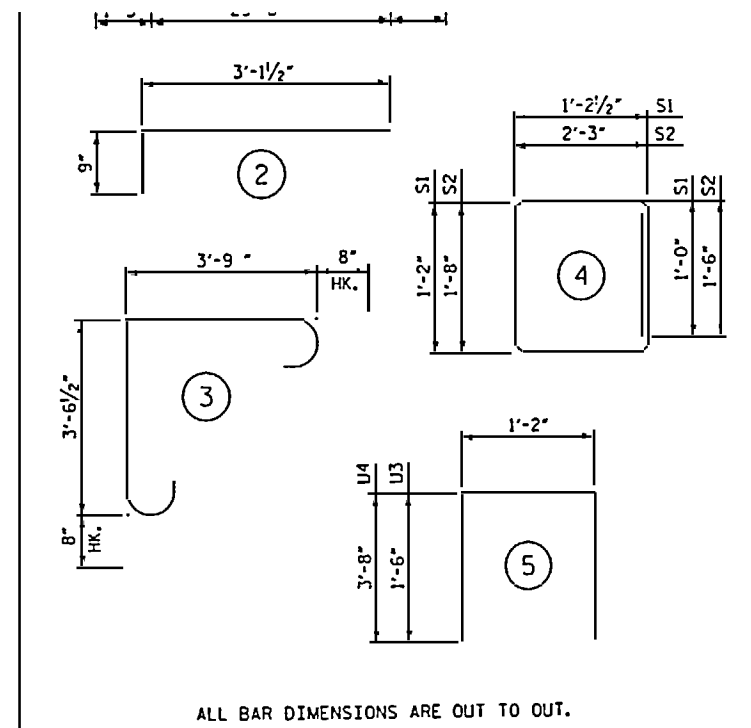 3'-1½"
9"
2
1'-2½" S1
2'-3" S2
S1 S2
1'-2" 1'-8"
4
S1 S2
1'-0" 1'-6"
3'-9 " 8"
HK.
3'-6½"
3
8"
HK.
1'-2"
U4 U3
3'-8" 1'-6"
5
ALL BAR DIMENSIONS ARE OUT TO OUT.